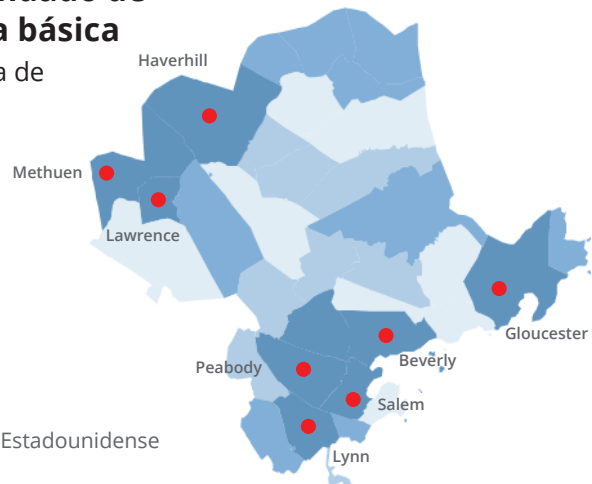 a básica
a de
Haverhill
Methuen
Lawrence
Gloucester
Beverly
Peabody
Salem
Estadounidense
Lynn